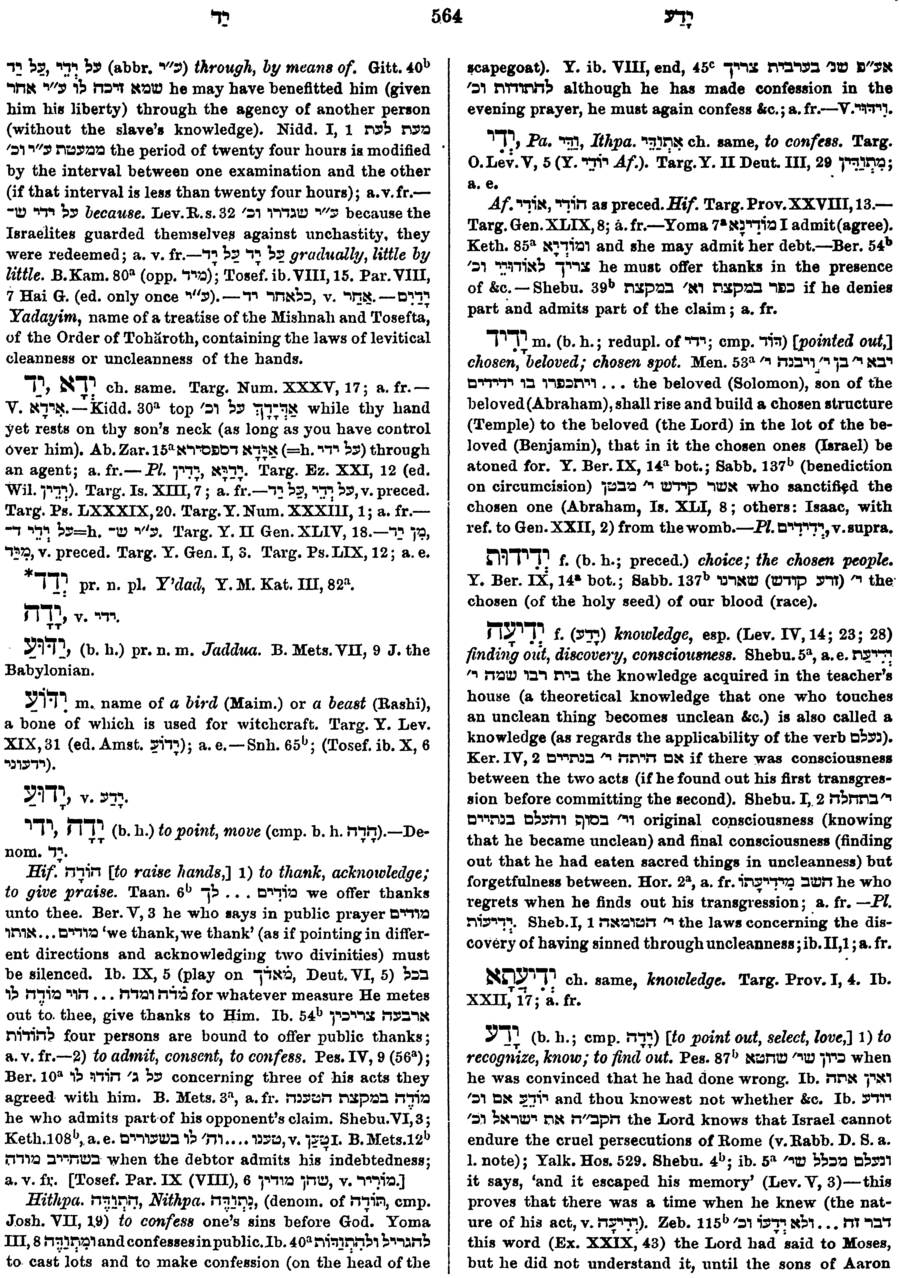 יָד 564 יָדַע
עַל יְדֵי, עַל יַד (abbr. ע״י) through, by means of. Gitt. 40b
שמא זיכה לו ע״י אחר he may have benefitted him (given
him his liberty) through the agency of another person
(without the slave's knowledge). Nidd. I, 1 מעת לעת
ממעטת ע״י וכ׳ the period of twenty four hours is modified
by the interval between one examination and the other
(if that interval is less than twenty four hours); a. v. fr.—
על ידי ש־ because. Lev. R. s. 32 ע״י שגדרו וכ׳ because the
Israelites guarded themselves against unchastity, they
were redeemed; a. v. fr.—עַל יָד עַל יָד gradually, little by
little. B. Kam. 80a (opp. מיד); Tosef. ib. VIII, 15. Par. VIII,
7 Hai G. (ed. only once ע״י).—כלאחר יד, v. אַחַר.—יָדַיִם
Yadayim, name of a treatise of the Mishnah and Tosefta,
of the Order of Tohăroth, containing the laws of levitical
cleanness or uncleanness of the hands.
יַד, יְדָא ch. same. Targ. Num. XXXV, 17; a. fr.—
V. אִידָא.—Kidd. 30a top אַדְּיָדָךְ על וכ׳ while thy hand
yet rests on thy son's neck (as long as you have control
over him). Ab. Zar. 15a אַיְּדָא דספסירא (=h. על ידי) through
an agent; a. fr.—Pl. יְדַיָּא, יְדִין. Targ. Ez. XXI, 12 (ed.
Wil. יְדַיִן). Targ. Is. XIII, 7; a. fr.—עַל יְדֵי, עַל יַד, v. preced.
Targ. Ps. LXXXIX, 20. Targ. Y. Num. XXXIII, 1; a. fr.—
עַל יְדֵי ד־=h. ע״י ש־. Targ. Y. II Gen. XLIV, 18.—מִן יַד,
מִיַּד, v. preced. Targ. Y. Gen. I, 3. Targ. Ps. LIX, 12; a. e.
*יְדַד pr. n. pl. Y'dad, Y. M. Kat. III, 82a.
יָדָה, v. ידי.
יַדּוּעַ, (b. h.) pr. n. m. Jaddua. B. Mets. VII, 9 J. the
Babylonian.
יִדּוֹעַ m. name of a bird (Maim.) or a beast (Rashi),
a bone of which is used for witchcraft. Targ. Y. Lev.
XIX, 31 (ed. Amst. יָדוֹעַ); a. e.—Snh. 65b; (Tosef. ib. X, 6
ידעוני).
יָדוּעַ, v. יָדַע.
ידי, יָדָה (b. h.) to point, move (cmp. b. h. הָדָה).—De-
nom. יָד.
Hif. הוֹדָה [to raise hands,] 1) to thank, acknowledge;
to give praise. Taan. 6b מוֹדִים ... לך we offer thanks
unto thee. Ber. V, 3 he who says in public prayer מודים
מודים...אותו 'we thank, we thank' (as if pointing in differ-
ent directions and acknowledging two divinities) must
be silenced. Ib. IX, 5 (play on מְאֹדֶךָ, Deut. VI, 5) בכל
מדה ומדה ... הוי מוֹדֶה לו for whatever measure He metes
out to thee, give thanks to Him. Ib. 54b ארבעה צריכין
לְהוֹדוֹת four persons are bound to offer public thanks;
a. v. fr.—2) to admit, consent, to confess. Pes. IV, 9 (56a);
Ber. 10a על ג׳ הודו לו concerning three of his acts they
agreed with him. B. Mets. 3a, a. fr. מוֹדֶה במקצת הטענה
he who admits part of his opponent's claim. Shebu. VI, 3;
Keth. 108b, a. e. טענו....וה׳ לו בשעורים, v. טָעַן I. B. Mets. 12b
בשחייב מודה when the debtor admits his indebtedness;
a. v. fr. [Tosef. Par. IX (VIII), 6 שהן מודין, v. מוֹרִיד.]
Hithpa. הִתְוַדָּה, Nithpa. נִתְוַדָּה, (denom. of תּוֹדָה, cmp.
Josh. VII, 19) to confess one's sins before God. Yoma
III, 8 וּמִתְוַדֶּה and confesses in public. Ib. 40a להגריל ולְהִתְוַדּוֹת
to cast lots and to make confession (on the head of the
scapegoat). Y. ib. VIII, end, 45c אע״פ שנ׳ בערבית צריך
להתודות וכ׳ although he has made confession in the
evening prayer, he must again confess &c.; a. fr.—V. וִידּוּי.
יְדֵי, Pa. וַדֵּי, Ithpa. אִתְוַדֵּי ch. same, to confess. Targ.
O. Lev. V, 5 (Y. יוֹדֵי Af.). Targ. Y. II Deut. III, 29 מִתְוַדֵּין;
a. e.
Af. אוֹדֵי, הוֹדֵי as preced. Hif. Targ. Prov. XXVIII, 13.—
Targ. Gen. XLIX, 8; a. fr.—Yoma 7a מוֹדֵינָא I admit (agree).
Keth. 85a ומוֹדְיָא and she may admit her debt.—Ber. 54b
צריך לאוֹדוּיֵי וכ׳ he must offer thanks in the presence
of &c.—Shebu. 39b כפר במקצת וא׳ במקצת if he denies
part and admits part of the claim; a. fr.
יָדִיד m. (b. h.; redupl. of ידי; cmp. דּוֹד) [pointed out,]
chosen, beloved; chosen spot. Men. 53a יבא י׳ בן י׳ ויבנה י׳
ויתכפרו בו ידידים ... the beloved (Solomon), son of the
beloved (Abraham), shall rise and build a chosen structure
(Temple) to the beloved (the Lord) in the lot of the be-
loved (Benjamin), that in it the chosen ones (Israel) be
atoned for. Y. Ber. IX, 14a bot.; Sabb. 137b (benediction
on circumcision) אשר קידש י׳ מבטן who sanctified the
chosen one (Abraham, Is. XLI, 8; others: Isaac, with
ref. to Gen. XXII, 2) from the womb.—Pl. יְדִידִים, v. supra.
יְדִידוּת f. (b. h.; preced.) choice; the chosen people.
Y. Ber. IX, 14a bot.; Sabb. 137b י׳ (זרע קודש) שארנו the
chosen (of the holy seed) of our blood (race).
יְדִיעָה f. (יָדַע) knowledge, esp. (Lev. IV, 14; 23; 28)
finding out, discovery, consciousness. Shebu. 5a, a. e. יְדִיעַת
בית רבו שמה י׳ the knowledge acquired in the teacher's
house (a theoretical knowledge that one who touches
an unclean thing becomes unclean &c.) is also called a
knowledge (as regards the applicability of the verb נעלם).
Ker. IV, 2 אם היתה י׳ בנתיים if there was consciousness
between the two acts (if he found out his first transgres-
sion before committing the second). Shebu. I, 2 י׳ בתחלה
וי׳ בסוף והעלם בנתיים original consciousness (knowing
that he became unclean) and final consciousness (finding
out that he had eaten sacred things in uncleanness) but
forgetfulness between. Hor. 2a, a. fr. השב מִידִיעָתוֹ he who
regrets when he finds out his transgression; a. fr.—Pl.
יְדִיעוֹת. Sheb. I, 1 י׳ הטומאה the laws concerning the dis-
covery of having sinned through uncleanness; ib. II, 1; a. fr.
יְדִיעֲתָא ch. same, knowledge. Targ. Prov. I, 4. Ib.
XXII, 17; a. fr.
יָדַע (b. h.; cmp. יָדָה) [to point out, select, love,] 1) to
recognize, know; to find out. Pes. 87b כיון שי׳ שחטא when
he was convinced that he had done wrong. Ib. ואין אתה
יוֹדֵעַ אם וכ׳ and thou knowest not whether &c. Ib. יודע
הקב״ה את ישראל וכ׳ the Lord knows that Israel cannot
endure the cruel persecutions of Rome (v. Rabb. D. S. a.
l. note); Yalk. Hos. 529. Shebu. 4b; ib. 5a ונעלם מכלל שי׳
it says, 'and it escaped his memory' (Lev. V, 3)—this
proves that there was a time when he knew (the nat-
ure of his act, v. יְדִיעָה). Zeb. 115b דבר זה ... ולא יְדָעוֹ וכ׳
this word (Ex. XXIX, 43) the Lord had said to Moses,
but he did not understand it, until the sons of Aaron